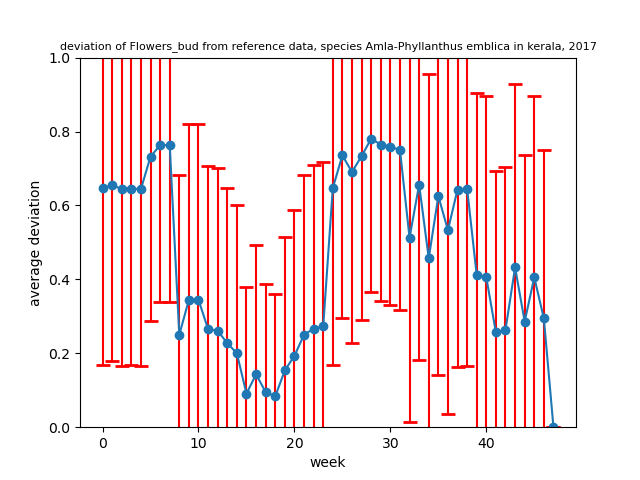 deviation of Flowers_bud from reference data, species Amla-Phyllanthus emblica in kerala, 2017
1.0
0.8
0.6
0.4
0.2
0.0
average deviation
0 10 20 30 40
week